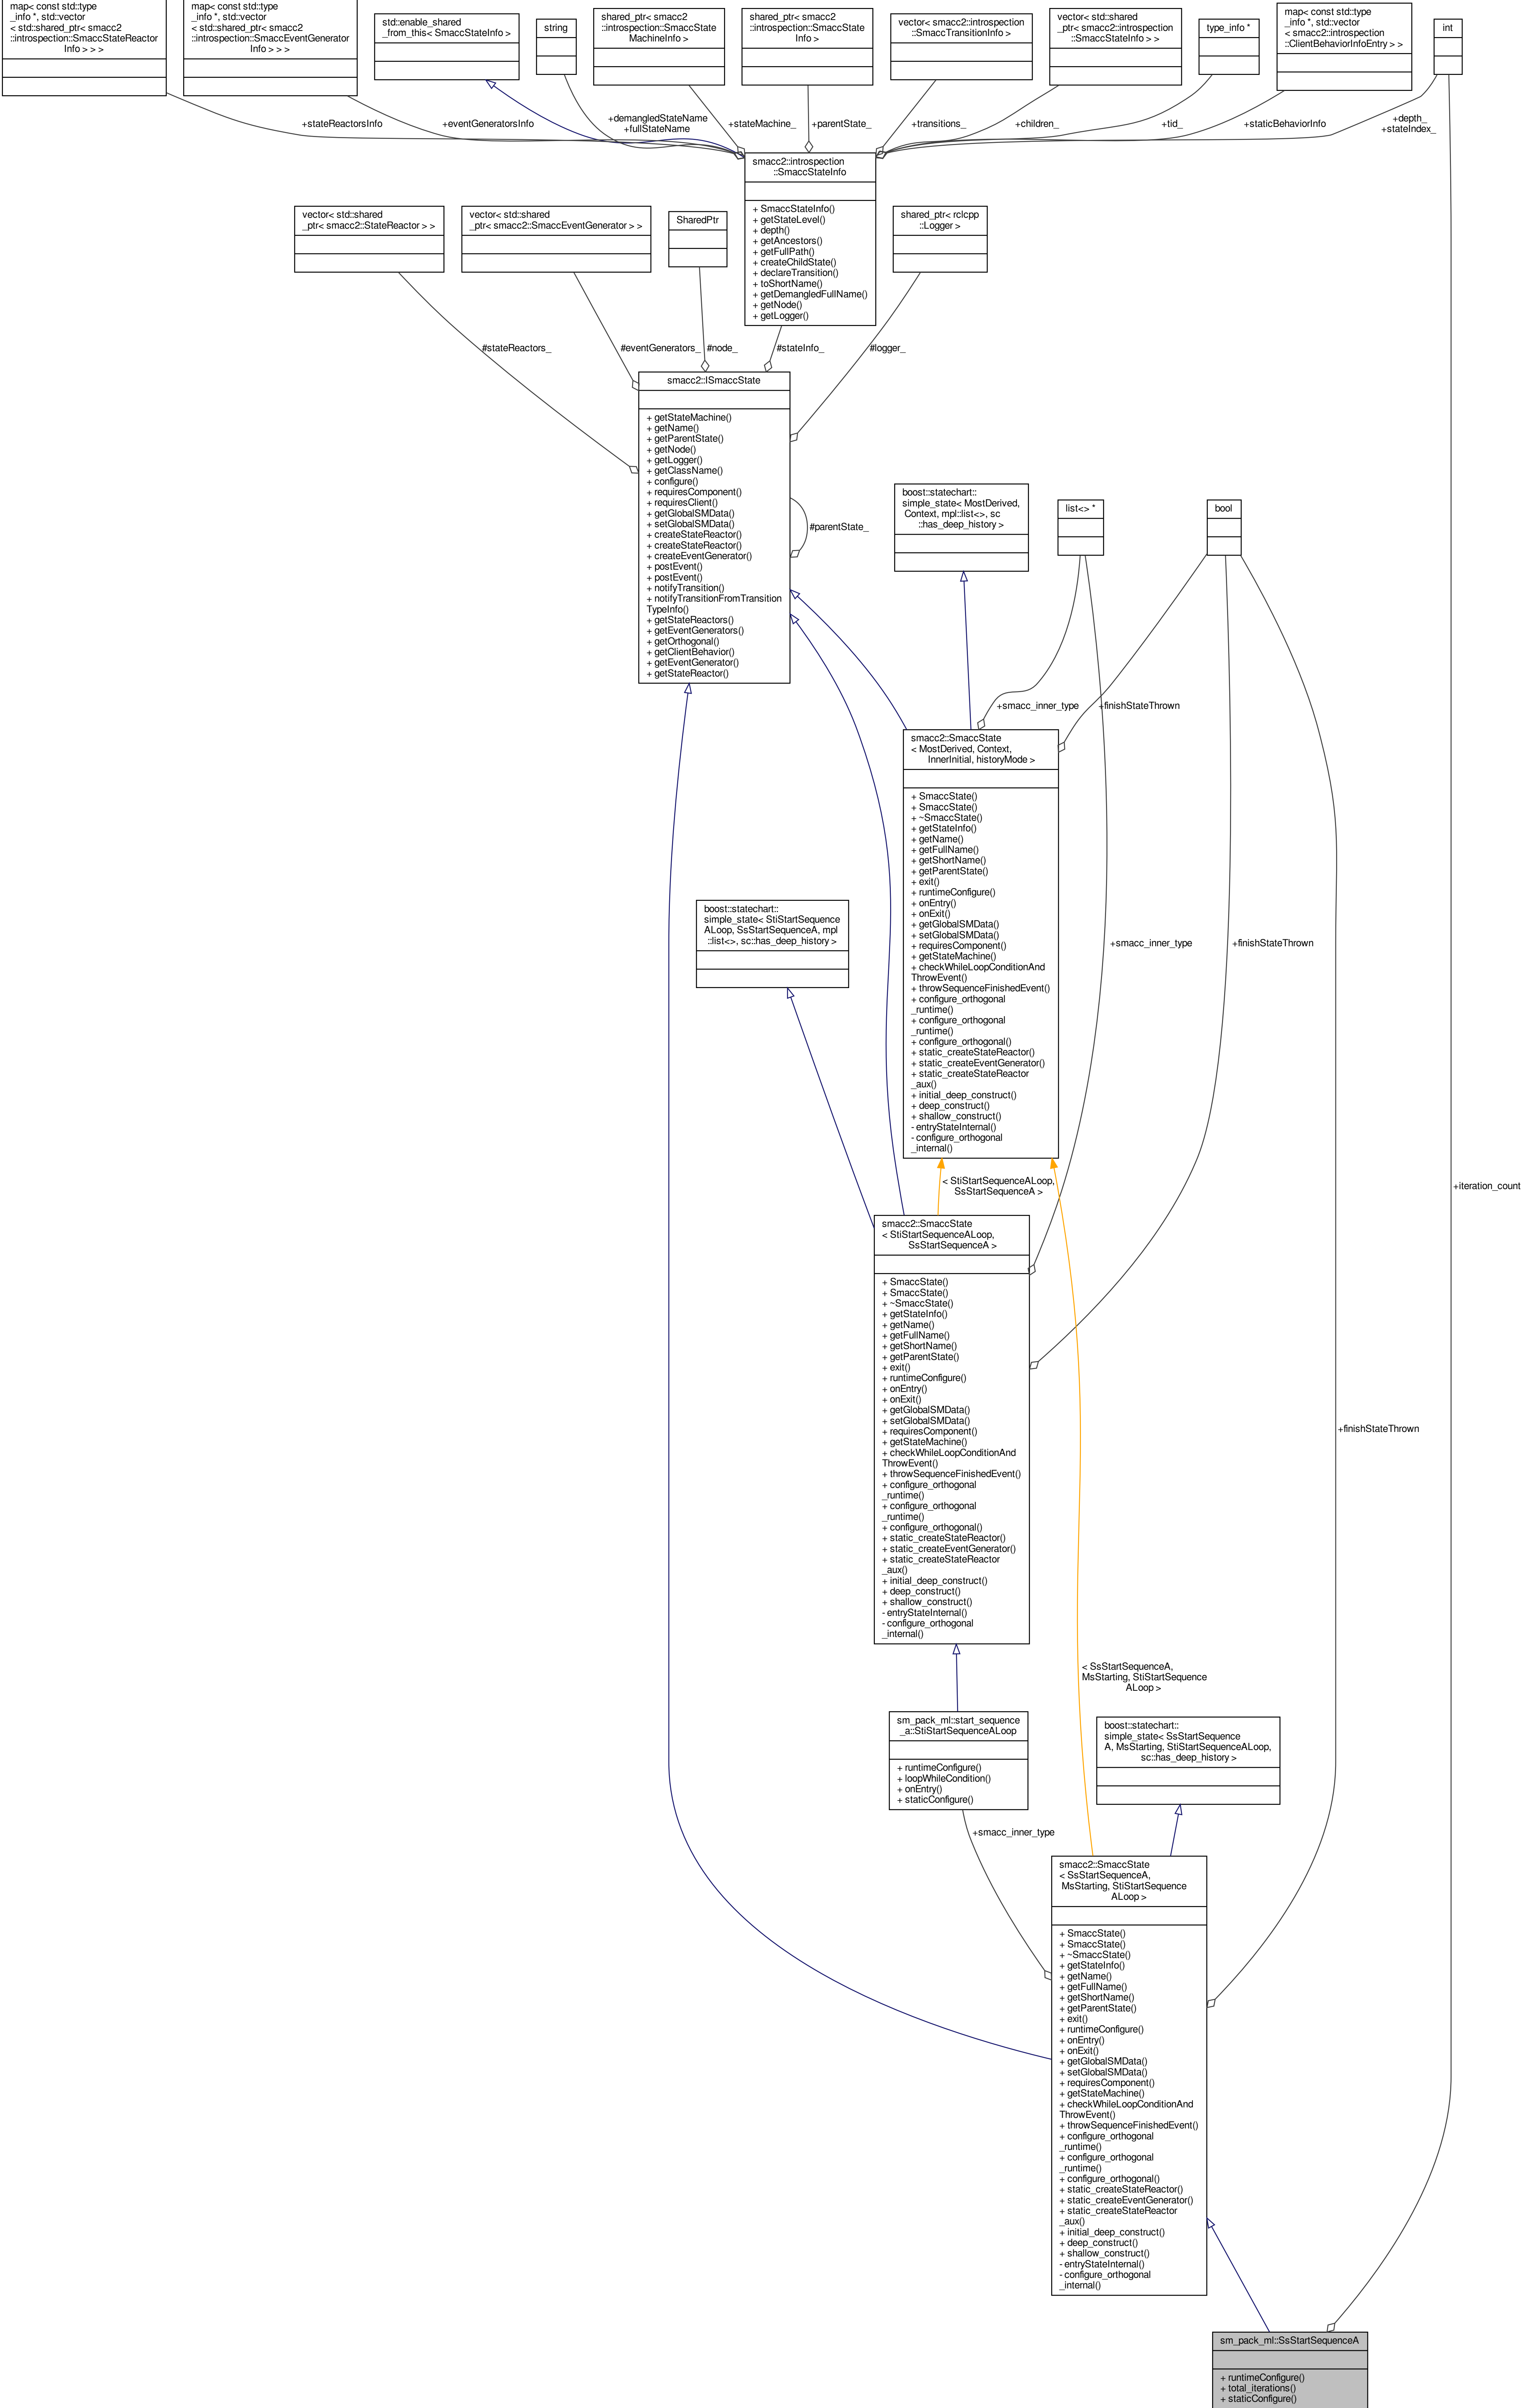 map< const std::type
_info *, std::vector
< std::shared_ptr< smacc2
::introspection::SmaccStateReactor
Info > > >
map< const std::type
_info *, std::vector
< std::shared_ptr< smacc2
::introspection::SmaccEventGenerator
Info > > >
std::enable_shared
_from_this< SmaccStateInfo >
string
shared_ptr< smacc2
::introspection::SmaccState
MachineInfo >
shared_ptr< smacc2
::introspection::SmaccState
Info >
vector< smacc2::introspection
::SmaccTransitionInfo >
vector< std::shared
_ptr< smacc2::introspection
::SmaccStateInfo > >
type_info *
map< const std::type
_info *, std::vector
< smacc2::introspection
::ClientBehaviorInfoEntry > >
int
+stateReactorsInfo
+eventGeneratorsInfo
+demangledStateName
+fullStateName
+stateMachine_
+parentState_
+transitions_
+children_
+tid_
+staticBehaviorInfo
+depth_
+stateIndex_
smacc2::introspection
::SmaccStateInfo
+ SmaccStateInfo()
+ getStateLevel()
+ depth()
+ getAncestors()
+ getFullPath()
+ createChildState()
+ declareTransition()
+ toShortName()
+ getDemangledFullName()
+ getNode()
+ getLogger()
vector< std::shared
_ptr< smacc2::StateReactor > >
vector< std::shared
_ptr< smacc2::SmaccEventGenerator > >
SharedPtr
shared_ptr< rclcpp
::Logger >
#stateReactors_
#eventGenerators_
#node_
#stateInfo_
#logger_
smacc2::ISmaccState
+ getStateMachine()
+ getName()
+ getParentState()
+ getNode()
+ getLogger()
+ getClassName()
+ configure()
+ requiresComponent()
+ requiresClient()
+ getGlobalSMData()
+ setGlobalSMData()
+ createStateReactor()
+ createStateReactor()
+ createEventGenerator()
+ postEvent()
+ postEvent()
+ notifyTransition()
+ notifyTransitionFromTransition
TypeInfo()
+ getStateReactors()
+ getEventGenerators()
+ getOrthogonal()
+ getClientBehavior()
+ getEventGenerator()
+ getStateReactor()
#parentState_
boost::statechart::
simple_state< MostDerived,
Context, mpl::list<>, sc
::has_deep_history >
list<> *
bool
+smacc_inner_type
+finishStateThrown
smacc2::SmaccState
< MostDerived, Context,
InnerInitial, historyMode >
+ SmaccState()
+ SmaccState()
+ ~SmaccState()
+ getStateInfo()
+ getName()
+ getFullName()
+ getShortName()
+ getParentState()
+ exit()
+ runtimeConfigure()
+ onEntry()
+ onExit()
+ getGlobalSMData()
+ setGlobalSMData()
+ requiresComponent()
+ getStateMachine()
+ checkWhileLoopConditionAnd
ThrowEvent()
+ throwSequenceFinishedEvent()
+ configure_orthogonal
_runtime()
+ configure_orthogonal
_runtime()
+ configure_orthogonal()
+ static_createStateReactor()
+ static_createEventGenerator()
+ static_createStateReactor
_aux()
+ initial_deep_construct()
+ deep_construct()
+ shallow_construct()
- entryStateInternal()
- configure_orthogonal
_internal()
boost::statechart::
simple_state< StiStartSequence
ALoop, SsStartSequenceA, mpl
::list<>, sc::has_deep_history >
+smacc_inner_type
+finishStateThrown
< StiStartSequenceALoop,
SsStartSequenceA >
+iteration_count
smacc2::SmaccState
< StiStartSequenceALoop,
SsStartSequenceA >
+ SmaccState()
+ SmaccState()
+ ~SmaccState()
+ getStateInfo()
+ getName()
+ getFullName()
+ getShortName()
+ getParentState()
+ exit()
+ runtimeConfigure()
+ onEntry()
+ onExit()
+ getGlobalSMData()
+ setGlobalSMData()
+ requiresComponent()
+ getStateMachine()
+ checkWhileLoopConditionAnd
ThrowEvent()
+ throwSequenceFinishedEvent()
+ configure_orthogonal
_runtime()
+ configure_orthogonal
_runtime()
+ configure_orthogonal()
+ static_createStateReactor()
+ static_createEventGenerator()
+ static_createStateReactor
_aux()
+ initial_deep_construct()
+ deep_construct()
+ shallow_construct()
- entryStateInternal()
- configure_orthogonal
_internal()
+finishStateThrown
< SsStartSequenceA,
MsStarting, StiStartSequence
ALoop >
sm_pack_ml::start_sequence
_a::StiStartSequenceALoop
+ runtimeConfigure()
+ loopWhileCondition()
+ onEntry()
+ staticConfigure()
boost::statechart::
simple_state< SsStartSequence
A, MsStarting, StiStartSequenceALoop,
sc::has_deep_history >
+smacc_inner_type
smacc2::SmaccState
< SsStartSequenceA,
MsStarting, StiStartSequence
ALoop >
+ SmaccState()
+ SmaccState()
+ ~SmaccState()
+ getStateInfo()
+ getName()
+ getFullName()
+ getShortName()
+ getParentState()
+ exit()
+ runtimeConfigure()
+ onEntry()
+ onExit()
+ getGlobalSMData()
+ setGlobalSMData()
+ requiresComponent()
+ getStateMachine()
+ checkWhileLoopConditionAnd
ThrowEvent()
+ throwSequenceFinishedEvent()
+ configure_orthogonal
_runtime()
+ configure_orthogonal
_runtime()
+ configure_orthogonal()
+ static_createStateReactor()
+ static_createEventGenerator()
+ static_createStateReactor
_aux()
+ initial_deep_construct()
+ deep_construct()
+ shallow_construct()
- entryStateInternal()
- configure_orthogonal
_internal()
sm_pack_ml::SsStartSequenceA
+ runtimeConfigure()
+ total_iterations()
+ staticConfigure()